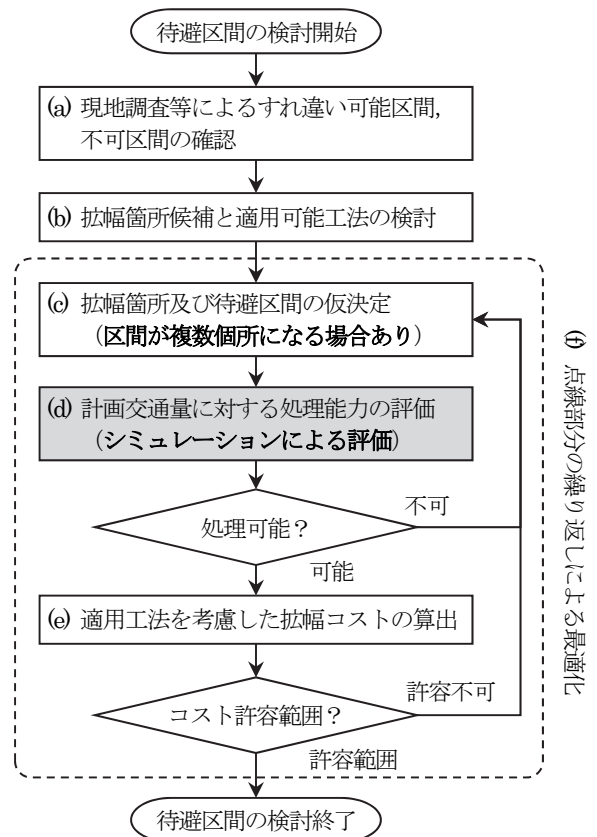 待避区間の検討開始
(a) 現地調査等によるすれ違い可能区間,
不可区間の確認
(b) 拡幅箇所候補と適用可能工法の検討
(c) 拡幅箇所及び待避区間の仮決定
（区間が複数個所になる場合あり）
(d) 計画交通量に対する処理能力の評価
（シミュレーションによる評価）
処理可能？
不可
可能
(e) 適用工法を考慮した拡幅コストの算出
コスト許容範囲？
許容不可
許容範囲
待避区間の検討終了
(f) 点線部分の繰り返しによる最適化